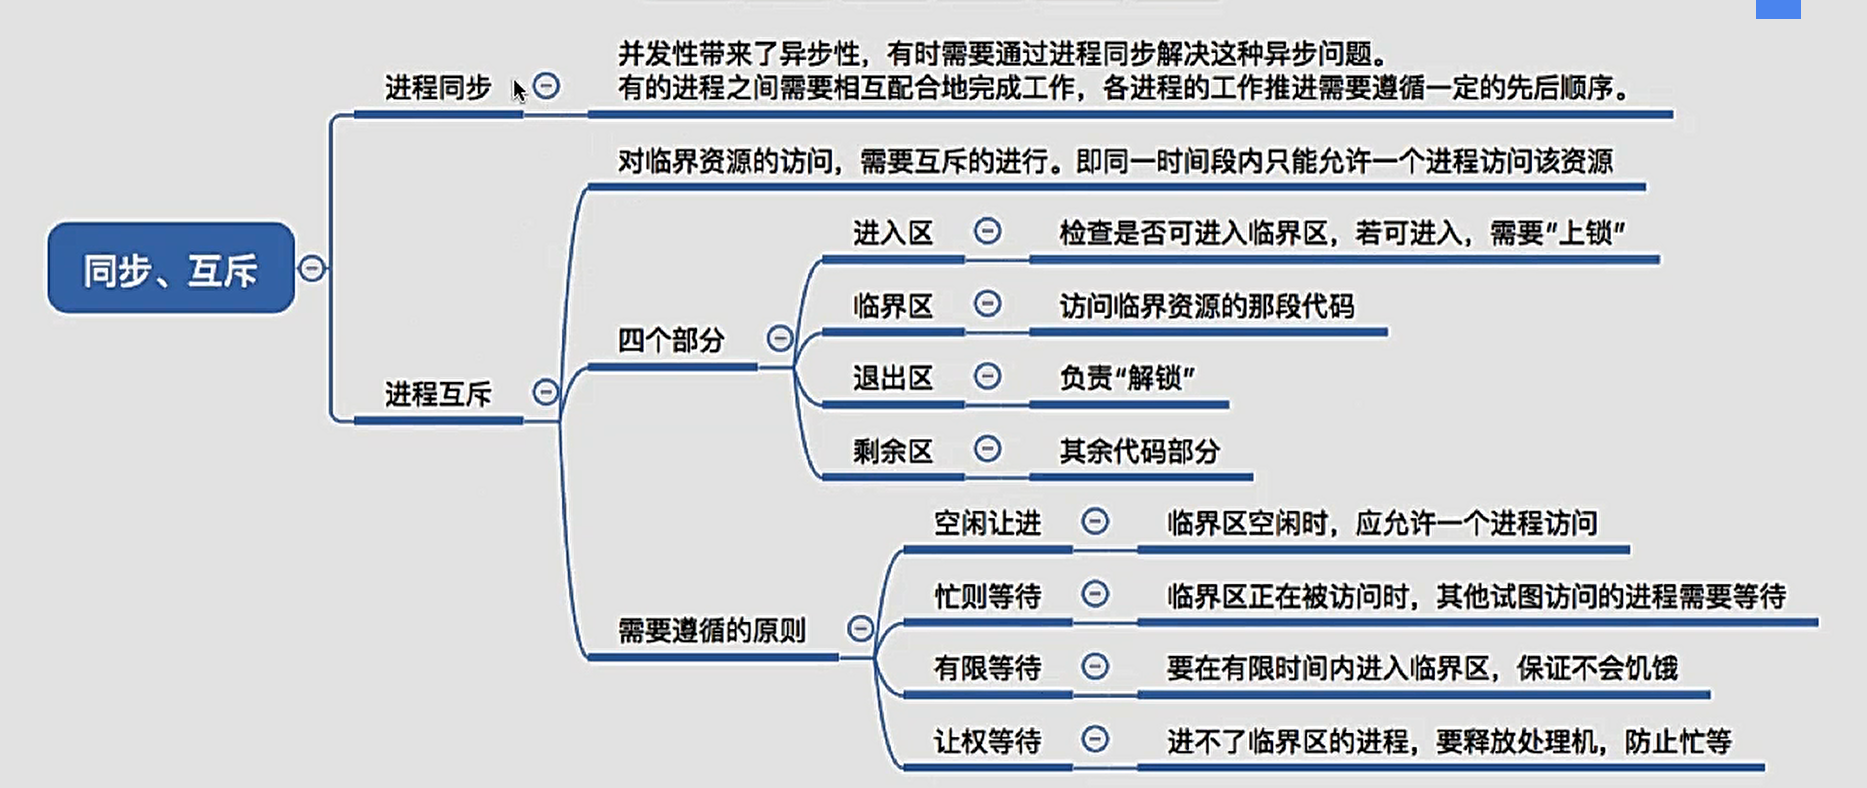 并发性带来了异步性，有时需要通过进程同步解决这种异步问题。
进程同步
有的进程之间需要相互配合地完成工作，各进程的工作推进需要遵循一定的先后顺序。
对临界资源的访问，需要互斥的进行。即同一时间段内只能允许一个进程访问该资源
进入区
检查是否可进入临界区，若可进入，需要“上锁”
同步、互斥
临界区
访问临界资源的那段代码
四个部分
退出区
负责“解锁”
进程互斥
剩余区
其余代码部分
空闲让进
临界区空闲时，应允许一个进程访问
忙则等待
临界区正在被访问时，其他试图访问的进程需要等待
需要遵循的原则
有限等待
要在有限时间内进入临界区，保证不会饥饿
让权等待
进不了临界区的进程，要释放处理机，防止忙等